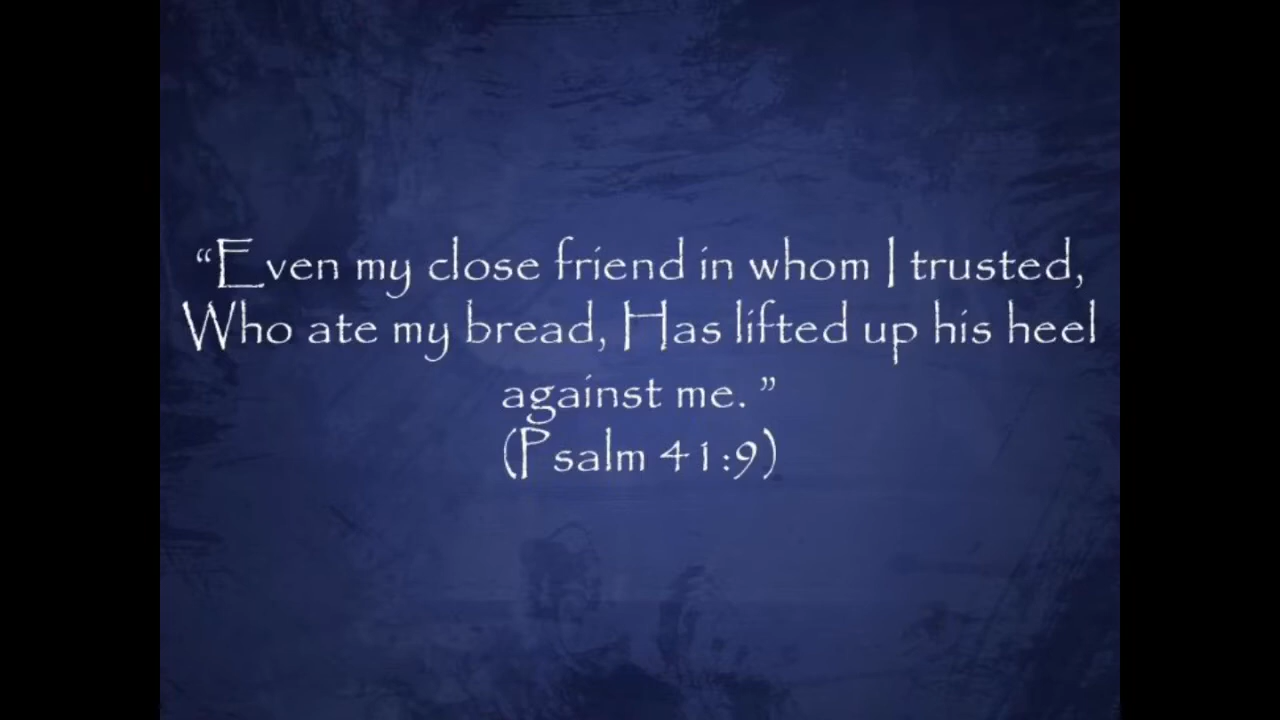 “Even my close friend in whom I trusted,
Who ate my bread, Has lifted up his heel
against me. ”
(Psalm 41:9)